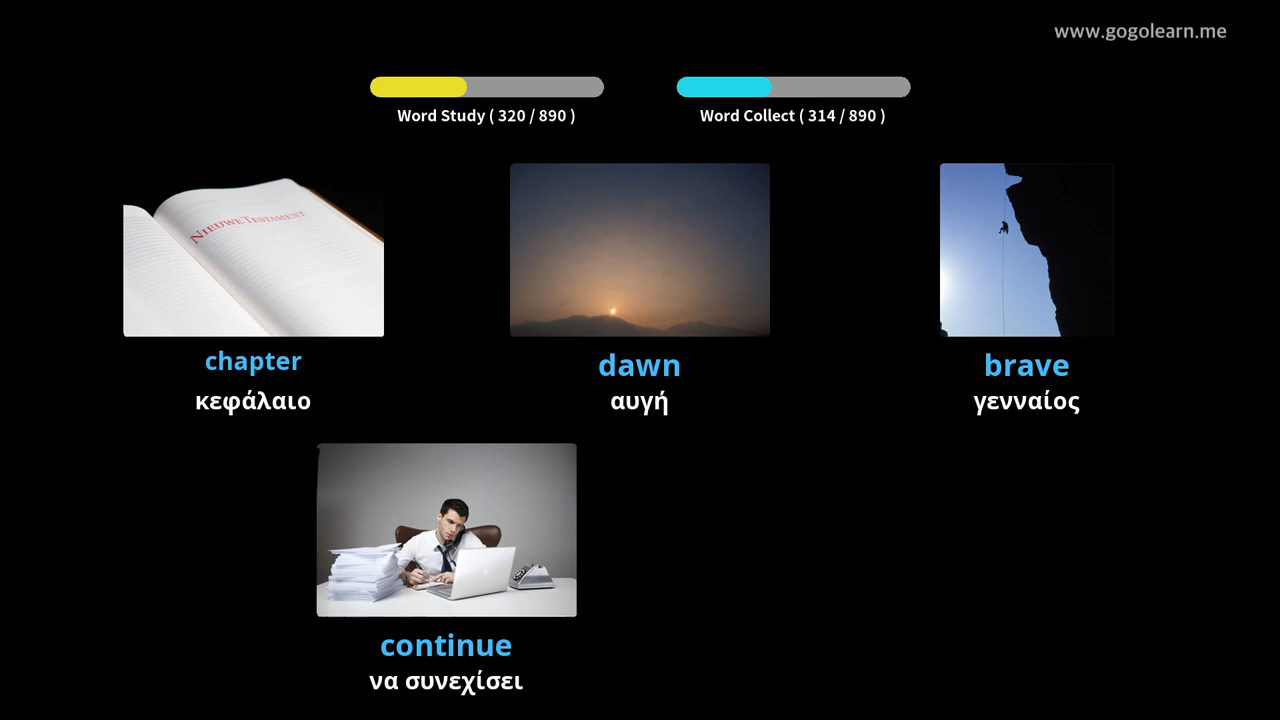 www.gogolearn.me
Word Study ( 320 / 890 )
Word Collect ( 314 / 890 )
NIEUWE TESTAMENT
chapter
κεφάλαιο
dawn
αυγή
brave
γενναίος
continue
να συνεχίσει